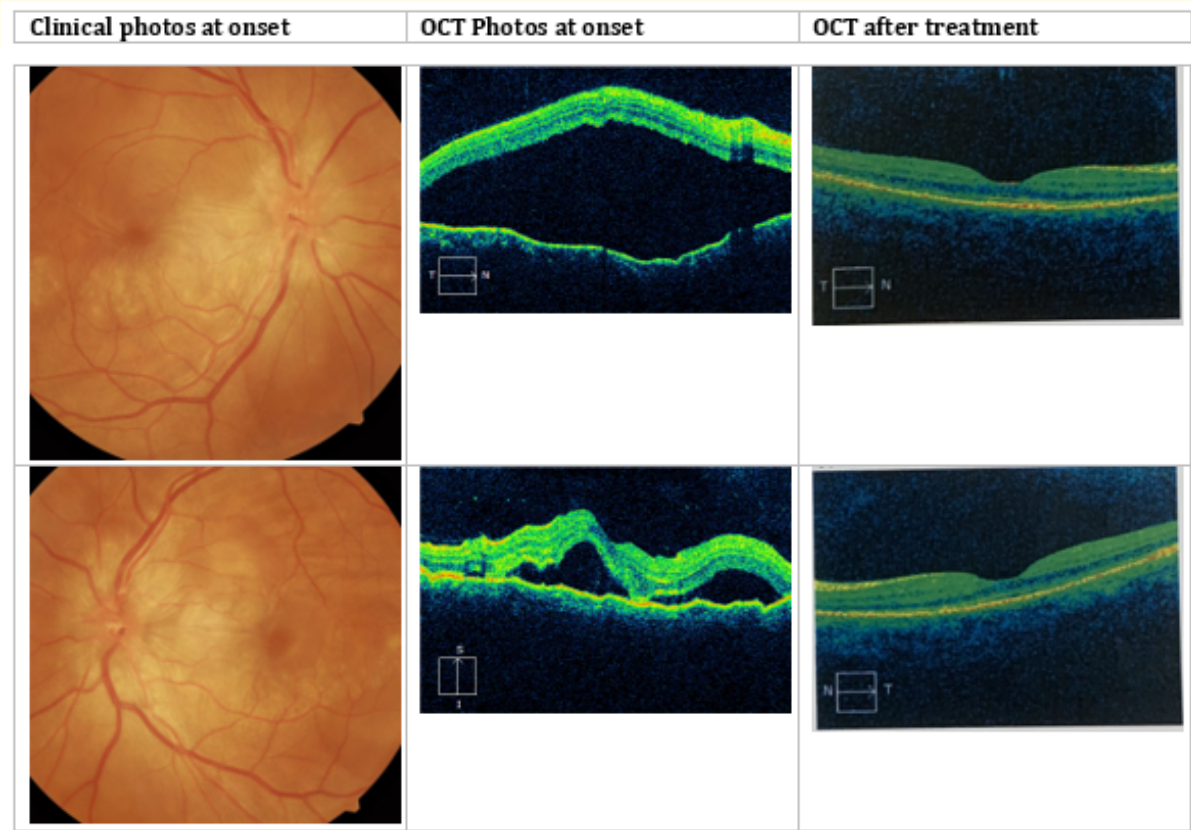 Clinical photos at onset
OCT Photos at onset
OCT after treatment
T N
T N
S
I
N T